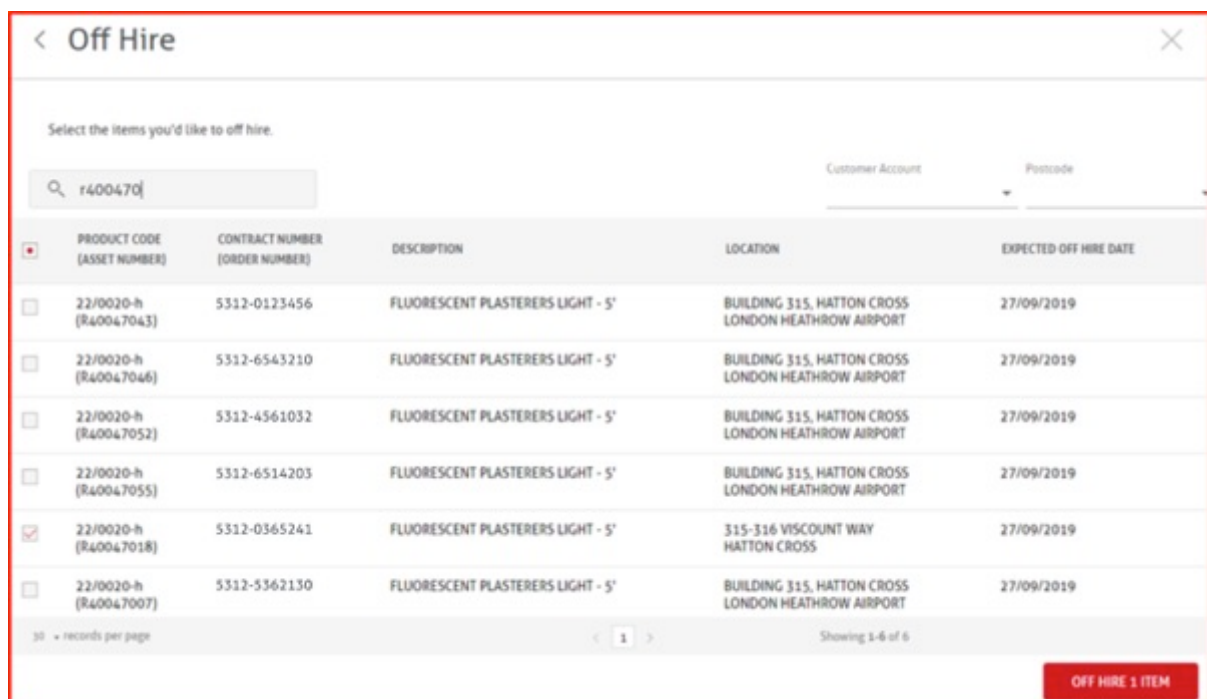 Off Hire
Select the items you'd like to off hire.
r400470
Customer Account
Postcode
PRODUCT CODE
(ASSET NUMBER)
CONTRACT NUMBER
(ORDER NUMBER)
DESCRIPTION
LOCATION
EXPECTED OFF HIRE DATE
22/0020-h
(R40047043)
5312-0123456
FLUORESCENT PLASTERERS LIGHT - 5'
BUILDING 315, HATTON CROSS
LONDON HEATHROW AIRPORT
27/09/2019
22/0020-h
(R40047046)
5312-6543210
FLUORESCENT PLASTERERS LIGHT - 5'
BUILDING 315, HATTON CROSS
LONDON HEATHROW AIRPORT
27/09/2019
22/0020-h
(R40047052)
5312-4561032
FLUORESCENT PLASTERERS LIGHT - 5'
BUILDING 315, HATTON CROSS
LONDON HEATHROW AIRPORT
27/09/2019
22/0020-h
(R40047055)
5312-6514203
FLUORESCENT PLASTERERS LIGHT - 5'
BUILDING 315, HATTON CROSS
LONDON HEATHROW AIRPORT
27/09/2019
22/0020-h
(R40047018)
5312-0365241
FLUORESCENT PLASTERERS LIGHT - 5'
315-316 VISCOUNT WAY
HATTON CROSS
27/09/2019
22/0020-h
(R40047007)
5312-5362130
FLUORESCENT PLASTERERS LIGHT - 5'
BUILDING 315, HATTON CROSS
LONDON HEATHROW AIRPORT
27/09/2019
30 records per page
1
Showing 1-6 of 6
OFF HIRE 1 ITEM